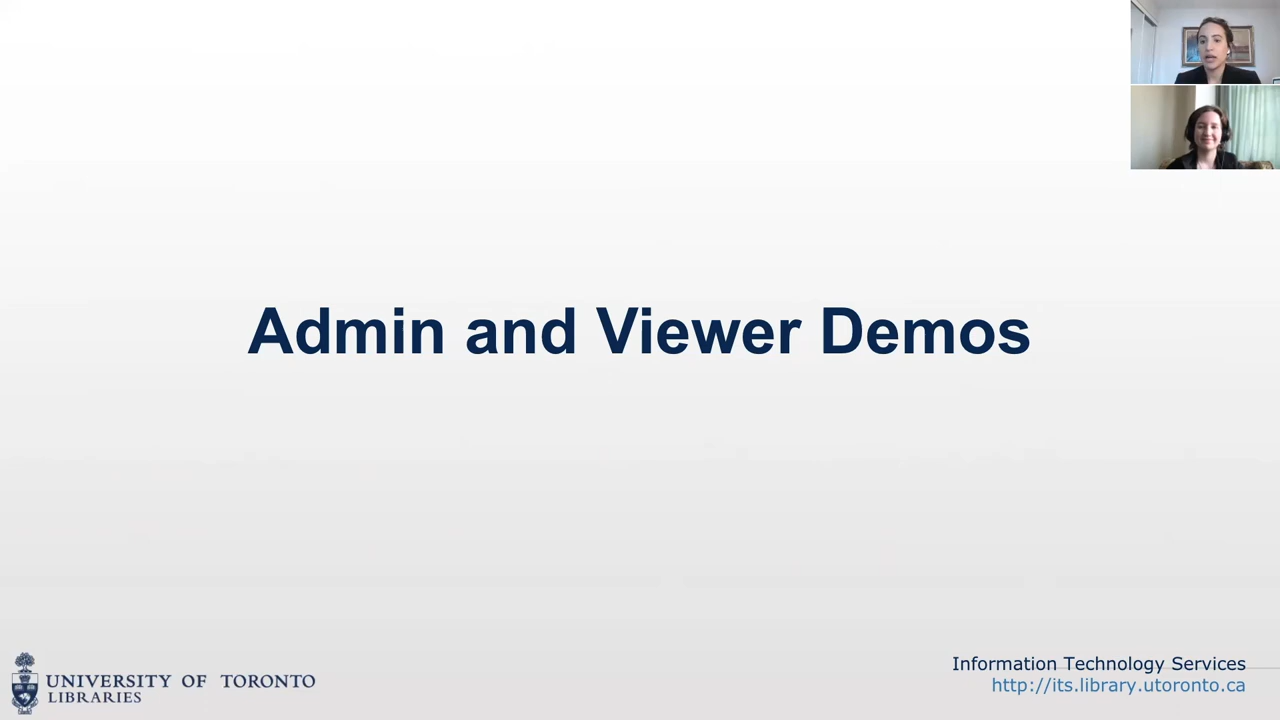 Admin and Viewer Demos
UNIVERSITY OF TORONTO
LIBRARIES
Information Technology Services
http://its.library.utoronto.ca